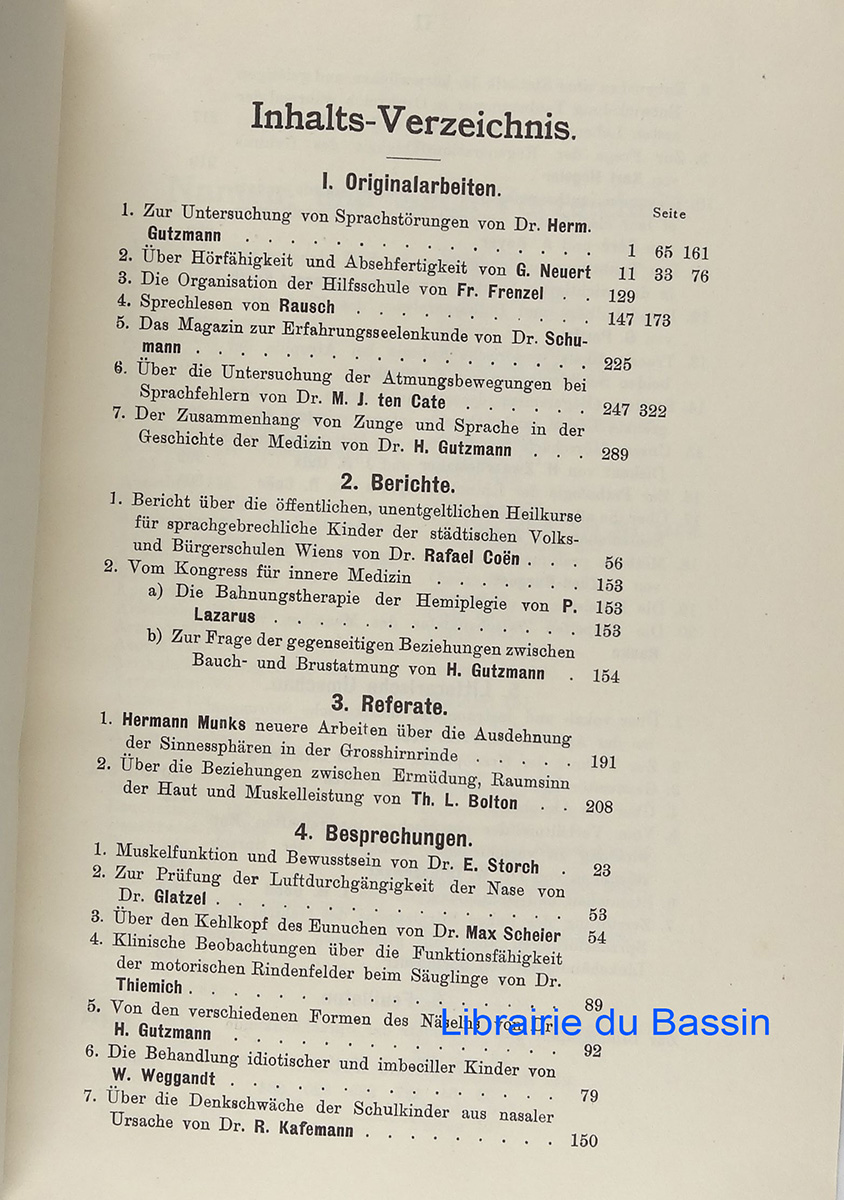 Inhalts-Verzeichnis.
I. Originalarbeiten.
Seite
1. Zur Untersuchung von Sprachstörungen von Dr. Herm.
Gutzmann . . . . . . . . . . . . . . . . 1 65 161
2. Über Hörfähigkeit und Absehfertigkeit von G. Neuert 11 33 76
3. Die Organisation der Hilfsschule von Fr. Frenzel . . 129
4. Sprechlesen von Rausch . . . . . . . . . . . 147 173
5. Das Magazin zur Erfahrungsseelenkunde von Dr. Schu-
mann . . . . . . . . . . . . . . . . . . 225
6. Über die Untersuchung der Atmungsbewegungen bei
Sprachfehlern von Dr. M. J. ten Cate . . . . . . 247 322
7. Der Zusammenhang von Zunge und Sprache in der
Geschichte der Medizin von Dr. H. Gutzmann . . . 289
2. Berichte.
1. Bericht über die öffentlichen, unentgeltlichen Heilkurse
für sprachgebrechliche Kinder der städtischen Volks-
und Bürgerschulen Wiens von Dr. Rafael Coën . . . 56
2. Vom Kongress für innere Medizin . . . . . . . 153
a) Die Bahnungstherapie der Hemiplegie von P. 153
Lazarus . . . . . . . . . . . . . . 153
b) Zur Frage der gegenseitigen Beziehungen zwischen
Bauch- und Brustatmung von H. Gutzmann . 154
3. Referate.
1. Hermann Munks neuere Arbeiten über die Ausdehnung
der Sinnessphären in der Grosshirnrinde . . . . . 191
2. Über die Beziehungen zwischen Ermüdung, Raumsinn
der Haut und Muskelleistung von Th. L. Bolton . . 208
4. Besprechungen.
1. Muskelfunktion und Bewusstsein von Dr. E. Storch . 23
2. Zur Prüfung der Luftdurchgängigkeit der Nase von
Dr. Glatzel . . . . . . . . . . . . . . . . 53
3. Über den Kehlkopf des Eunuchen von Dr. Max Scheier 54
4. Klinische Beobachtungen über die Funktionsfähigkeit
der motorischen Rindenfelder beim Säuglinge von Dr.
Thiemich . . . . . . . . . . . . . . . . . 89
5. Von den verschiedenen Formen des Näselns von Dr.
H. Gutzmann . . . . . . . . . . . . . . . 92
6. Die Behandlung idiotischer und imbeciller Kinder von
W. Weggandt . . . . . . . . . . . . . . . 79
7. Über die Denkschwäche der Schulkinder aus nasaler
Ursache von Dr. R. Kafemann . . . . . . . . . 150
Librairie du Bassin